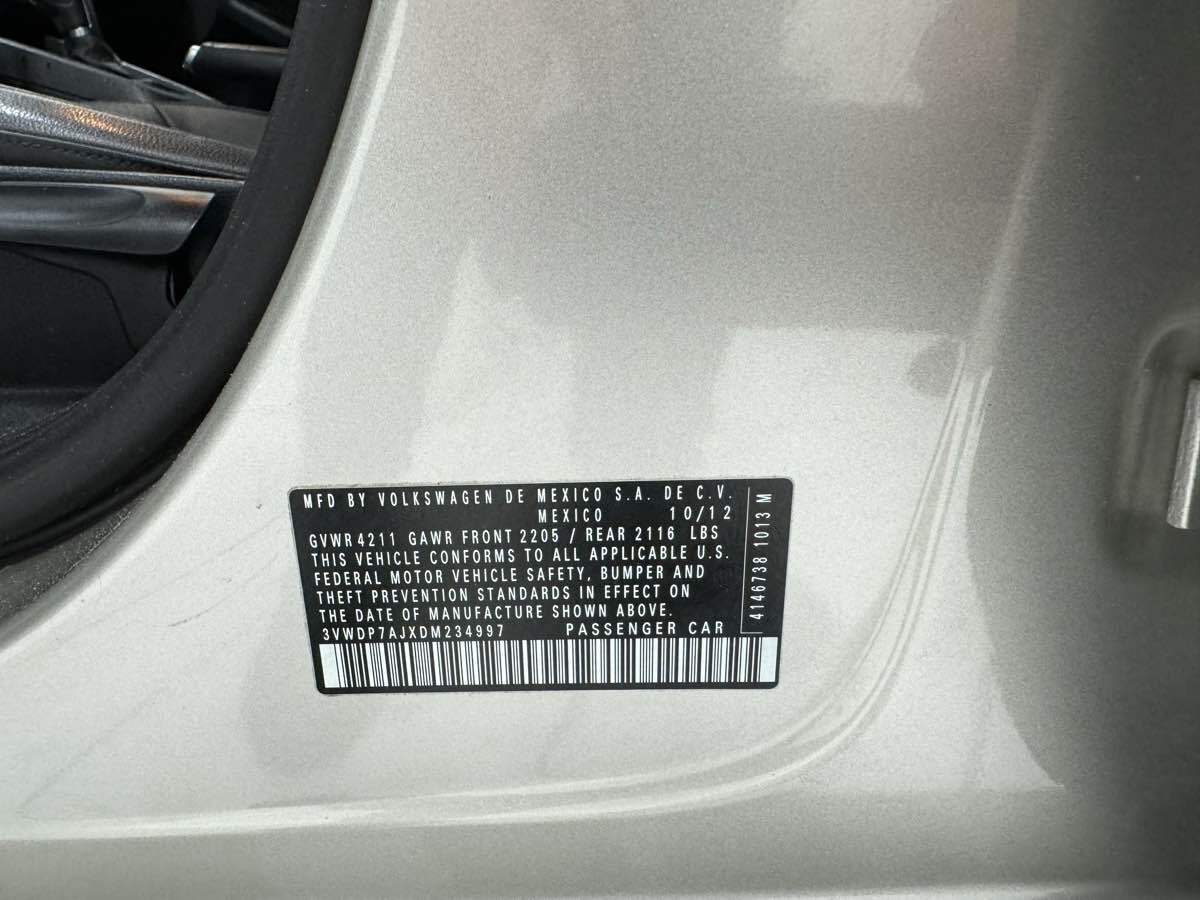 MFD BY VOLKSWAGEN DE MEXICO S.A. DE C.V.
MEXICO 10/12
GVWR 4211 GAWR FRONT 2205 / REAR 2116 LBS
THIS VEHICLE CONFORMS TO ALL APPLICABLE U.S.
FEDERAL MOTOR VEHICLE SAFETY, BUMPER AND
THEFT PREVENTION STANDARDS IN EFFECT ON
THE DATE OF MANUFACTURE SHOWN ABOVE.
3VWDP7AJXDM234997 PASSENGER CAR
4146738 1013 M